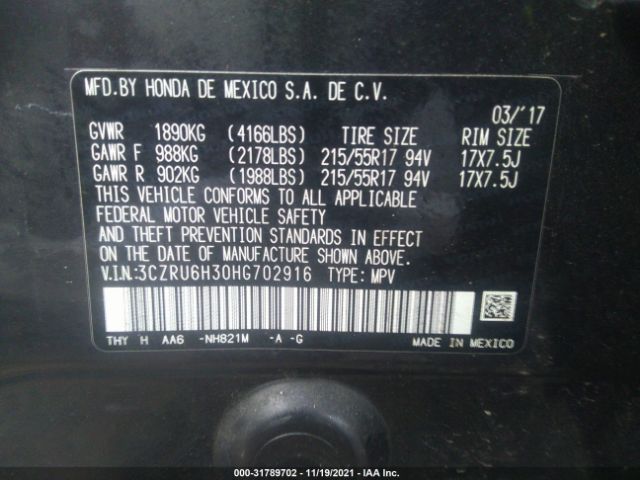 MFD.BY HONDA DE MEXICO S.A. DE C.V.
03/'17
GVWR 1890KG (4166LBS) TIRE SIZE RIM SIZE
GAWR F 988KG (2178LBS) 215/55R17 94V 17X7.5J
GAWR R 902KG (1988LBS) 215/55R17 94V 17X7.5J
THIS VEHICLE CONFORMS TO ALL APPLICABLE
FEDERAL MOTOR VEHICLE SAFETY
AND THEFT PREVENTION STANDARDS IN EFFECT
ON THE DATE OF MANUFACTURE SHOWN ABOVE.
V.I.N.:3CZRU6H30HG702916 TYPE: MPV
THY H AA6 -NH821M -A -G MADE IN MEXICO
000-31789702 - 11/19/2021 - IAA Inc.